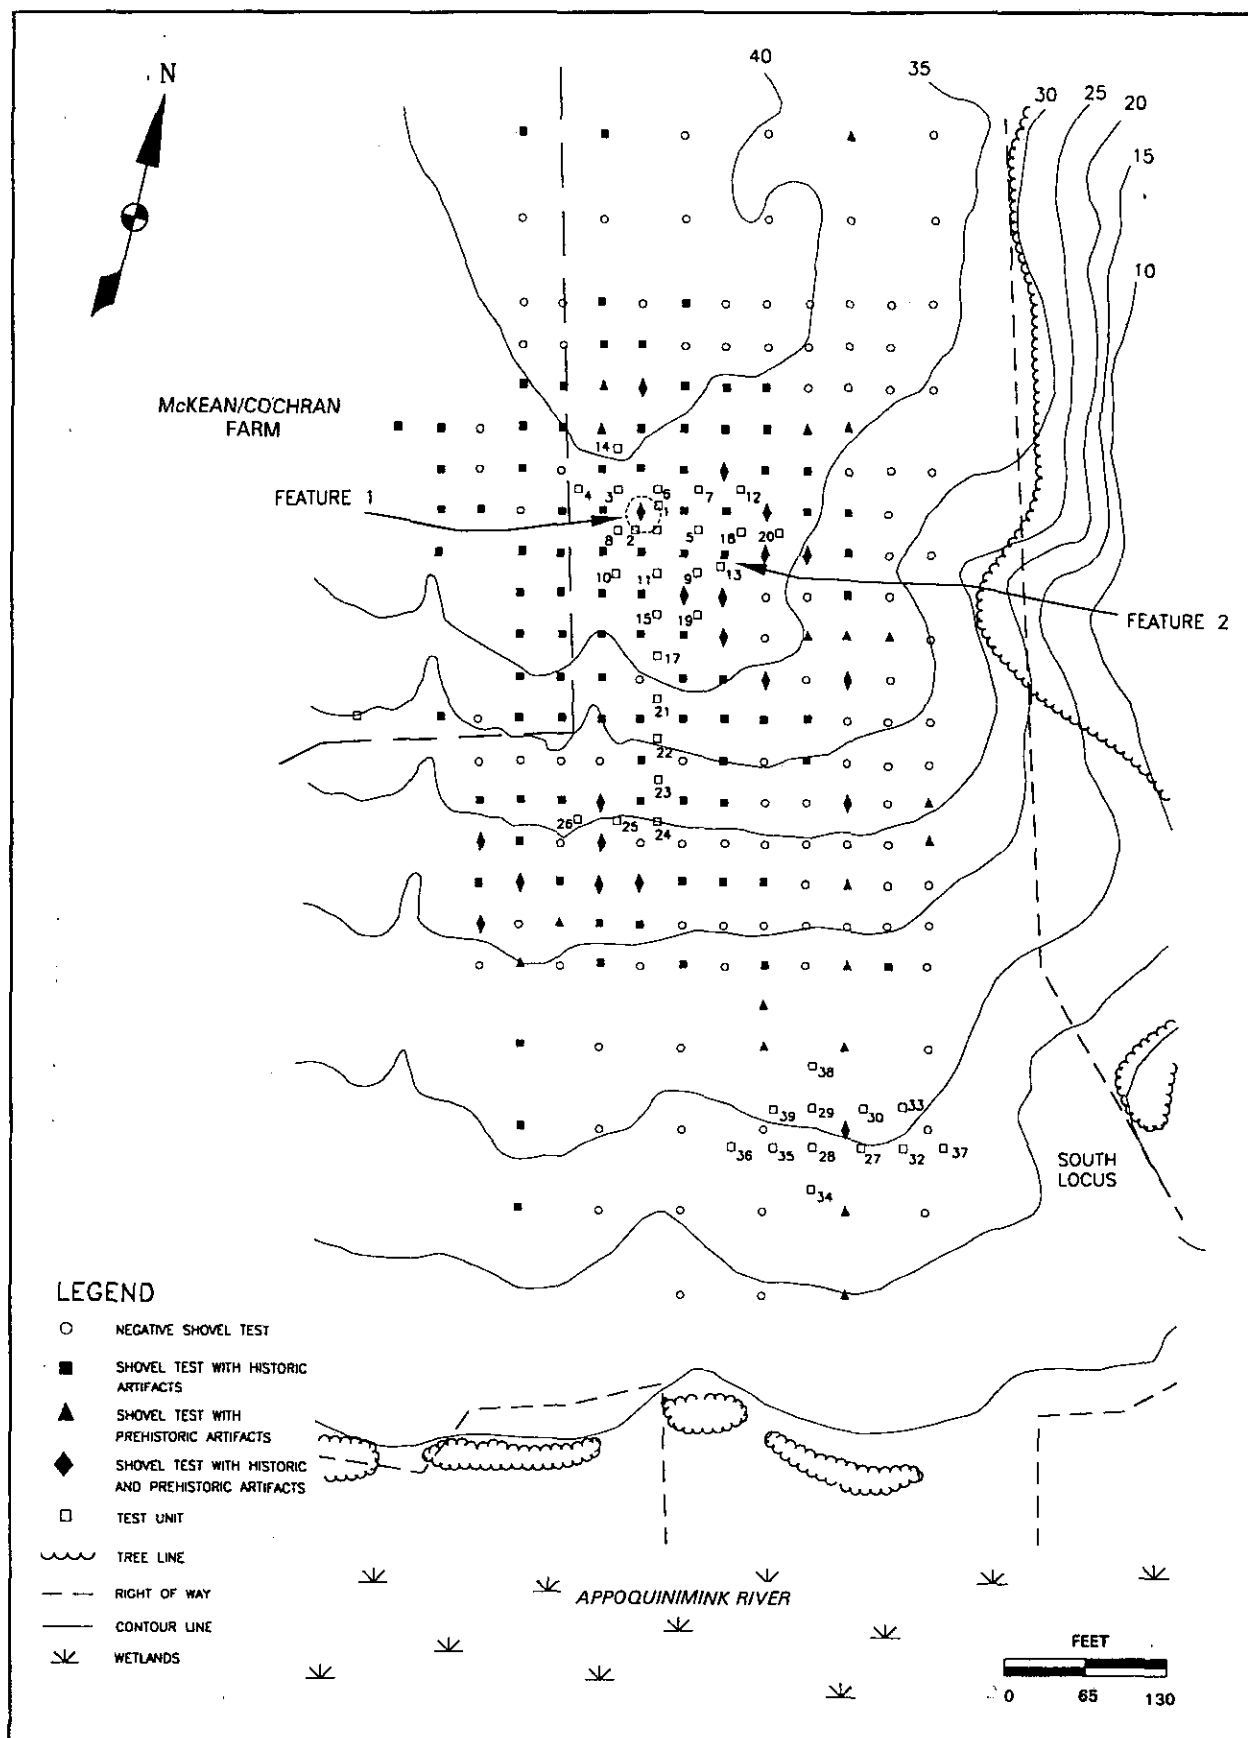 N
40
35
30
25
20
15
10
McKEAN/COCHRAN
FARM
14
FEATURE 1
4
3
6
7
12
1
8
2
5
18
20
10
11
9
13
FEATURE 2
15
19
17
21
22
23
26
25
24
38
39
29
30
33
36
35
28
27
32
37
34
SOUTH
LOCUS
LEGEND
NEGATIVE SHOVEL TEST
SHOVEL TEST WITH HISTORIC
ARTIFACTS
SHOVEL TEST WITH
PREHISTORIC ARTIFACTS
SHOVEL TEST WITH HISTORIC
AND PREHISTORIC ARTIFACTS
TEST UNIT
TREE LINE
RIGHT OF WAY
CONTOUR LINE
WETLANDS
APPOQUINIMINK RIVER
FEET
0 65 130